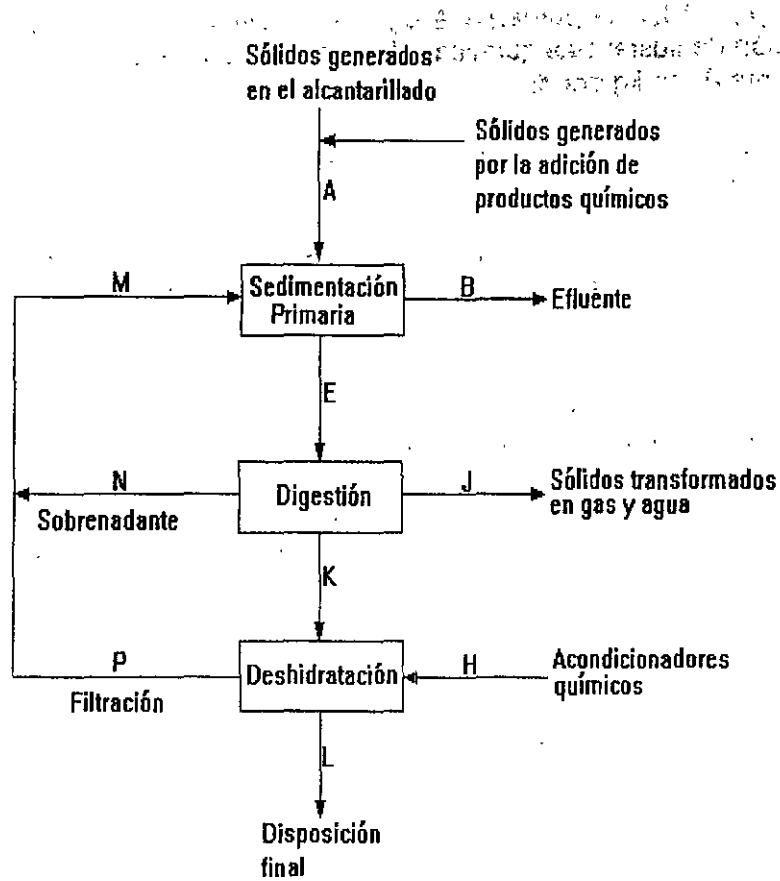 Sólidos generados
en el alcantarillado
Sólidos generados
por la adición de
productos químicos
A
M
Sedimentación
Primaria
B
Efluente
E
N
Sobrenadante
Digestión
J
Sólidos transformados
en gas y agua
K
P
Filtración
Deshidratación
H
Acondicionadores
químicos
L
Disposición
final